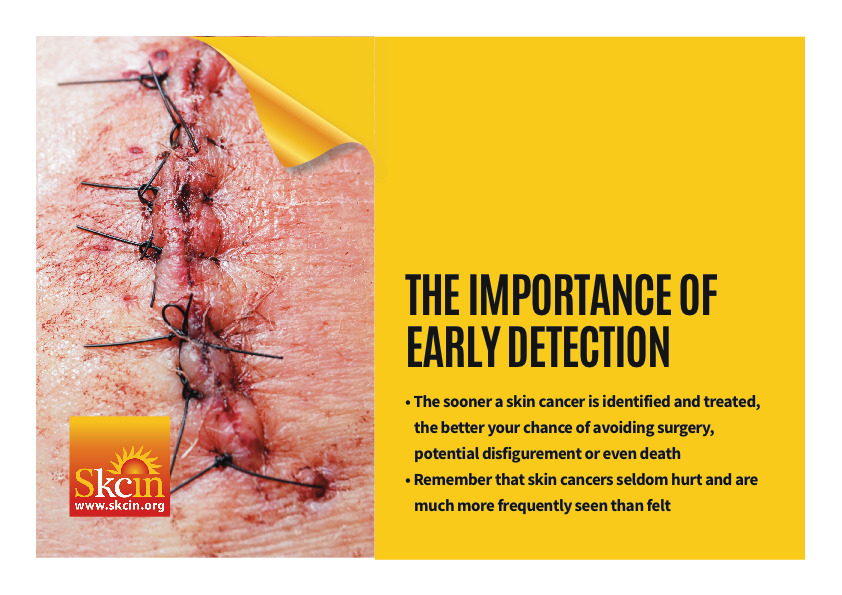 THE IMPORTANCE OF
EARLY DETECTION
• The sooner a skin cancer is identified and treated,
the better your chance of avoiding surgery,
potential disfigurement or even death
• Remember that skin cancers seldom hurt and are
much more frequently seen than felt
Skcin
www.skcin.org